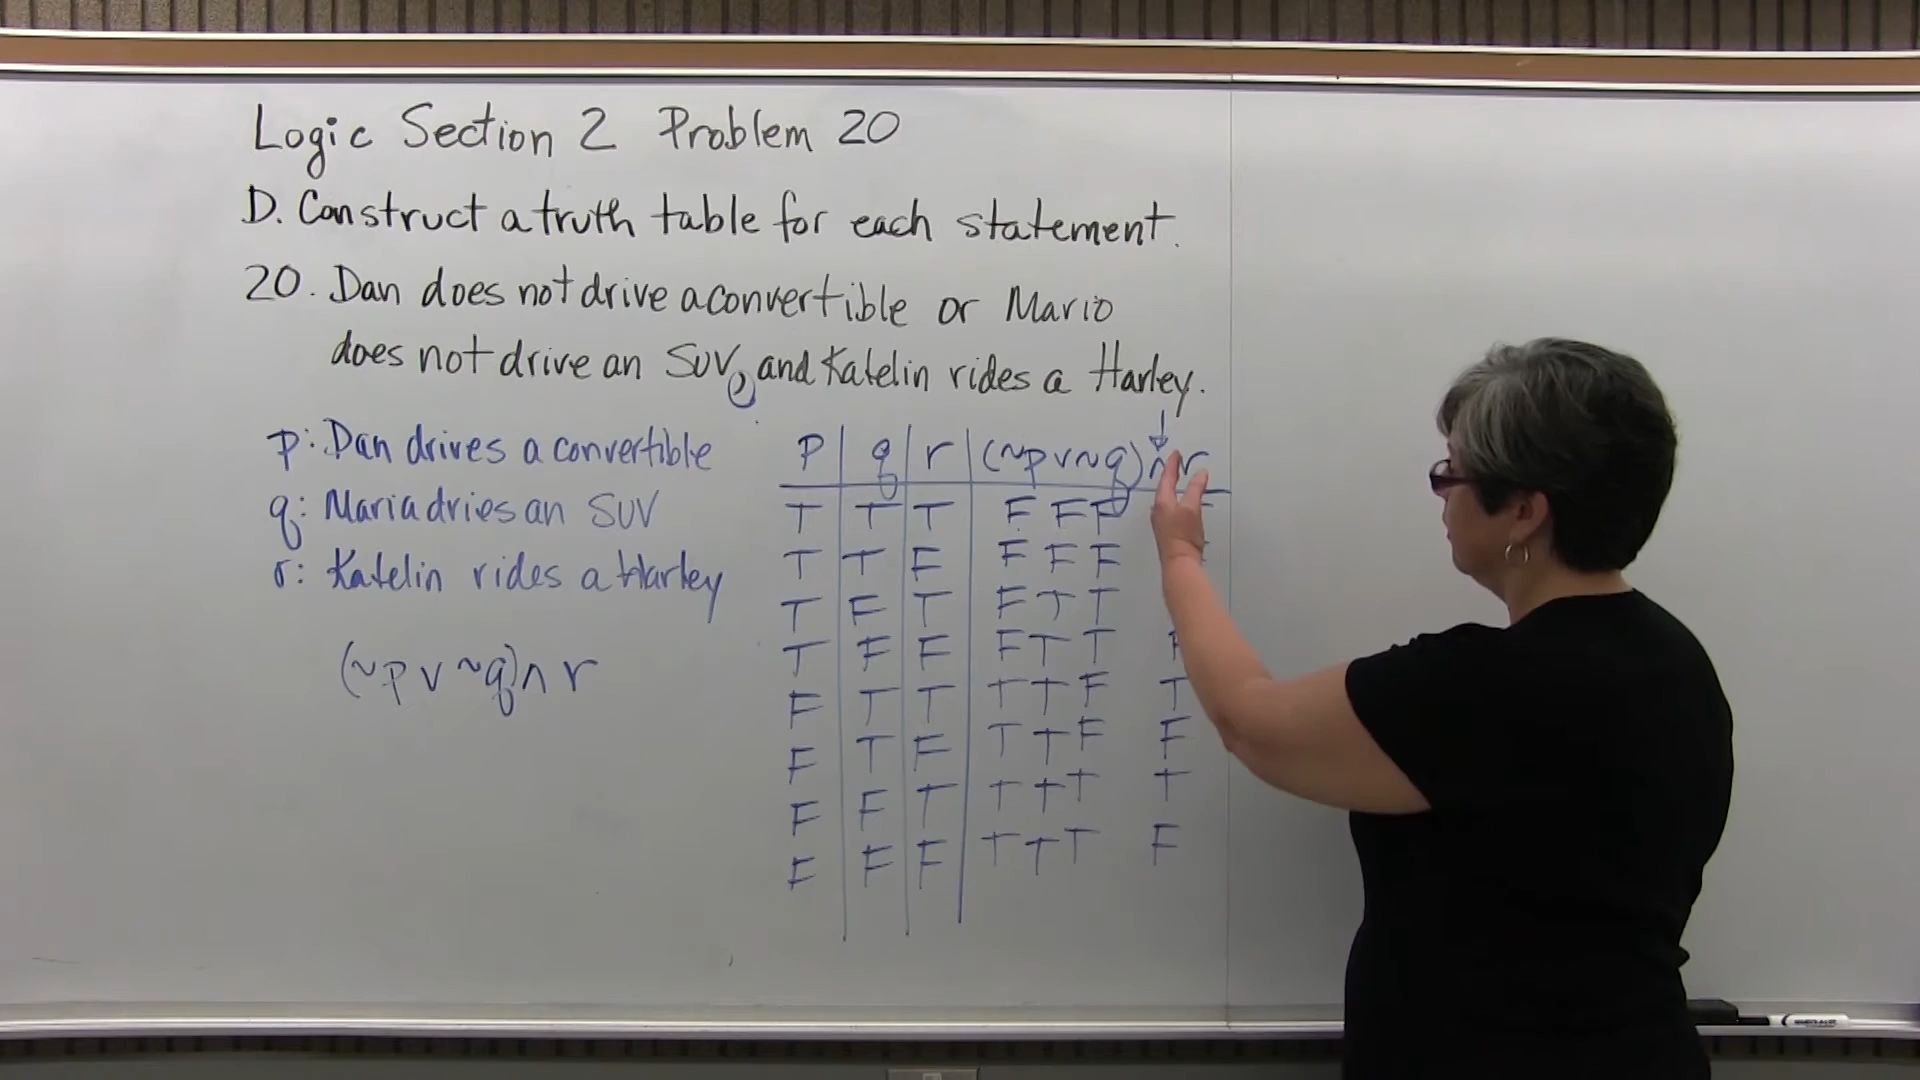 Logic Section 2 Problem 20
D. Construct a truth table for each statement.
20. Dan does not drive a convertible or Mario
does not drive an SUV, and Katelin rides a Harley.
p: Dan drives a convertible
q: Maria dries an SUV
r: Katelin rides a Harley
(~p v ~q) ∧ r
p q r (~p v ~q) ∧ r
T T T F F F
T T F F F F
T F T F T T
T F F F T T F
F T T T T F T
F T F T T F F
F F T T T T T
F F F T T T F